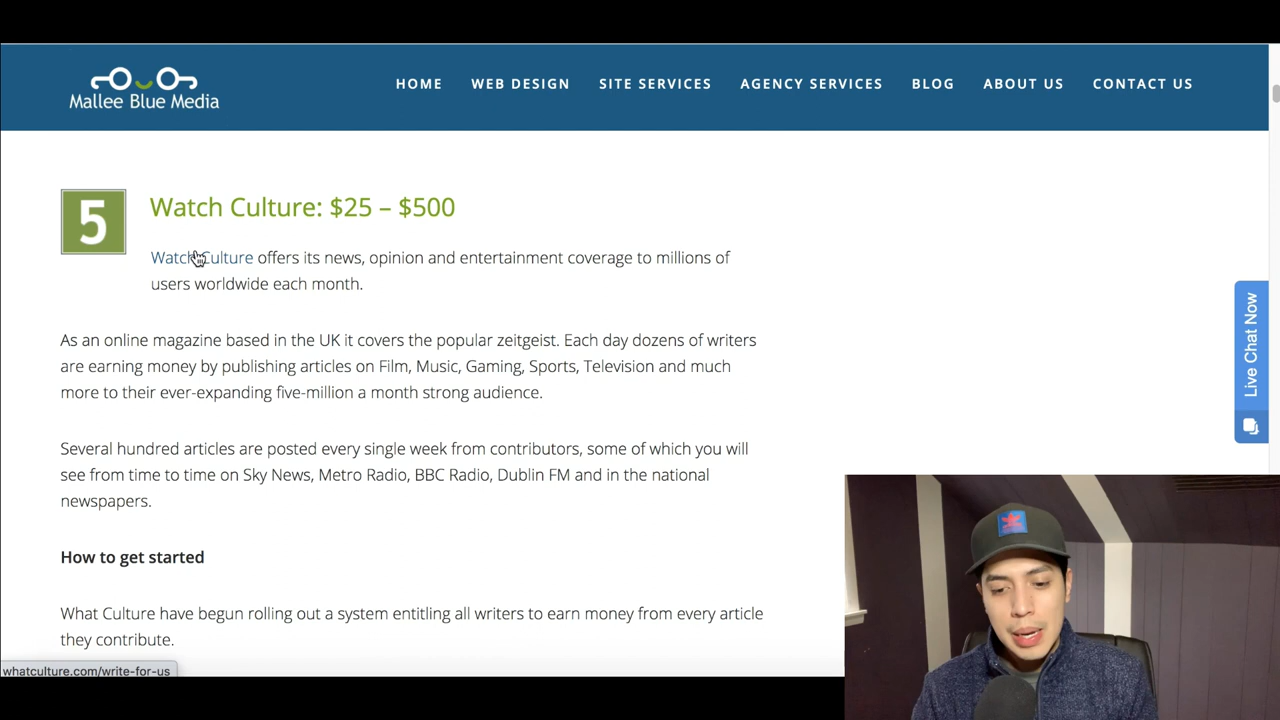 Mallee Blue Media
HOME WEB DESIGN SITE SERVICES AGENCY SERVICES BLOG ABOUT US CONTACT US
5
Watch Culture: $25 – $500
Watch Culture offers its news, opinion and entertainment coverage to millions of
users worldwide each month.
As an online magazine based in the UK it covers the popular zeitgeist. Each day dozens of writers
are earning money by publishing articles on Film, Music, Gaming, Sports, Television and much
more to their ever-expanding five-million a month strong audience.
Several hundred articles are posted every single week from contributors, some of which you will
see from time to time on Sky News, Metro Radio, BBC Radio, Dublin FM and in the national
newspapers.
How to get started
What Culture have begun rolling out a system entitling all writers to earn money from every article
they contribute.
whatculture.com/write-for-us
Live Chat Now